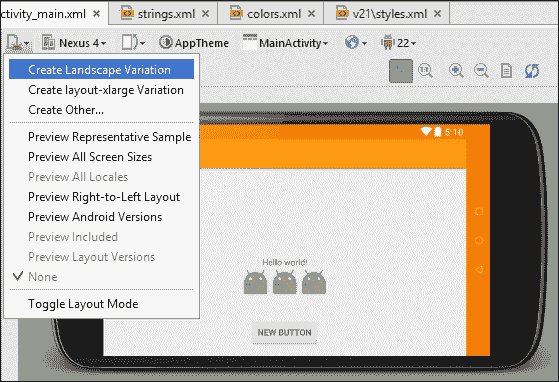 ctivity_main.xml strings.xml colors.xml v21\styles.xml
Nexus 4 AppTheme MainActivity 22
Create Landscape Variation
Create layout-xlarge Variation
Create Other...
Preview Representative Sample
Preview All Screen Sizes
Preview All Locales
Preview Right-to-Left Layout
Preview Android Versions
Preview Included
Preview Layout Versions
None
Toggle Layout Mode
5:10
Hello world!
NEW BUTTON